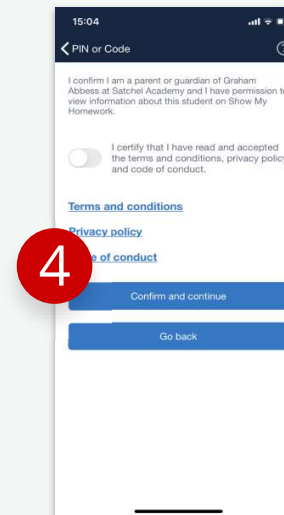 15:04
PIN or Code
I confirm I am a parent or guardian of Graham
Abbess at Satchel Academy and I have permission to
view information about this student on Show My
Homework.
I certify that I have read and accepted
the terms and conditions, privacy policy
and code of conduct.
Terms and conditions
Privacy policy
4
of conduct
Confirm and continue
Go back